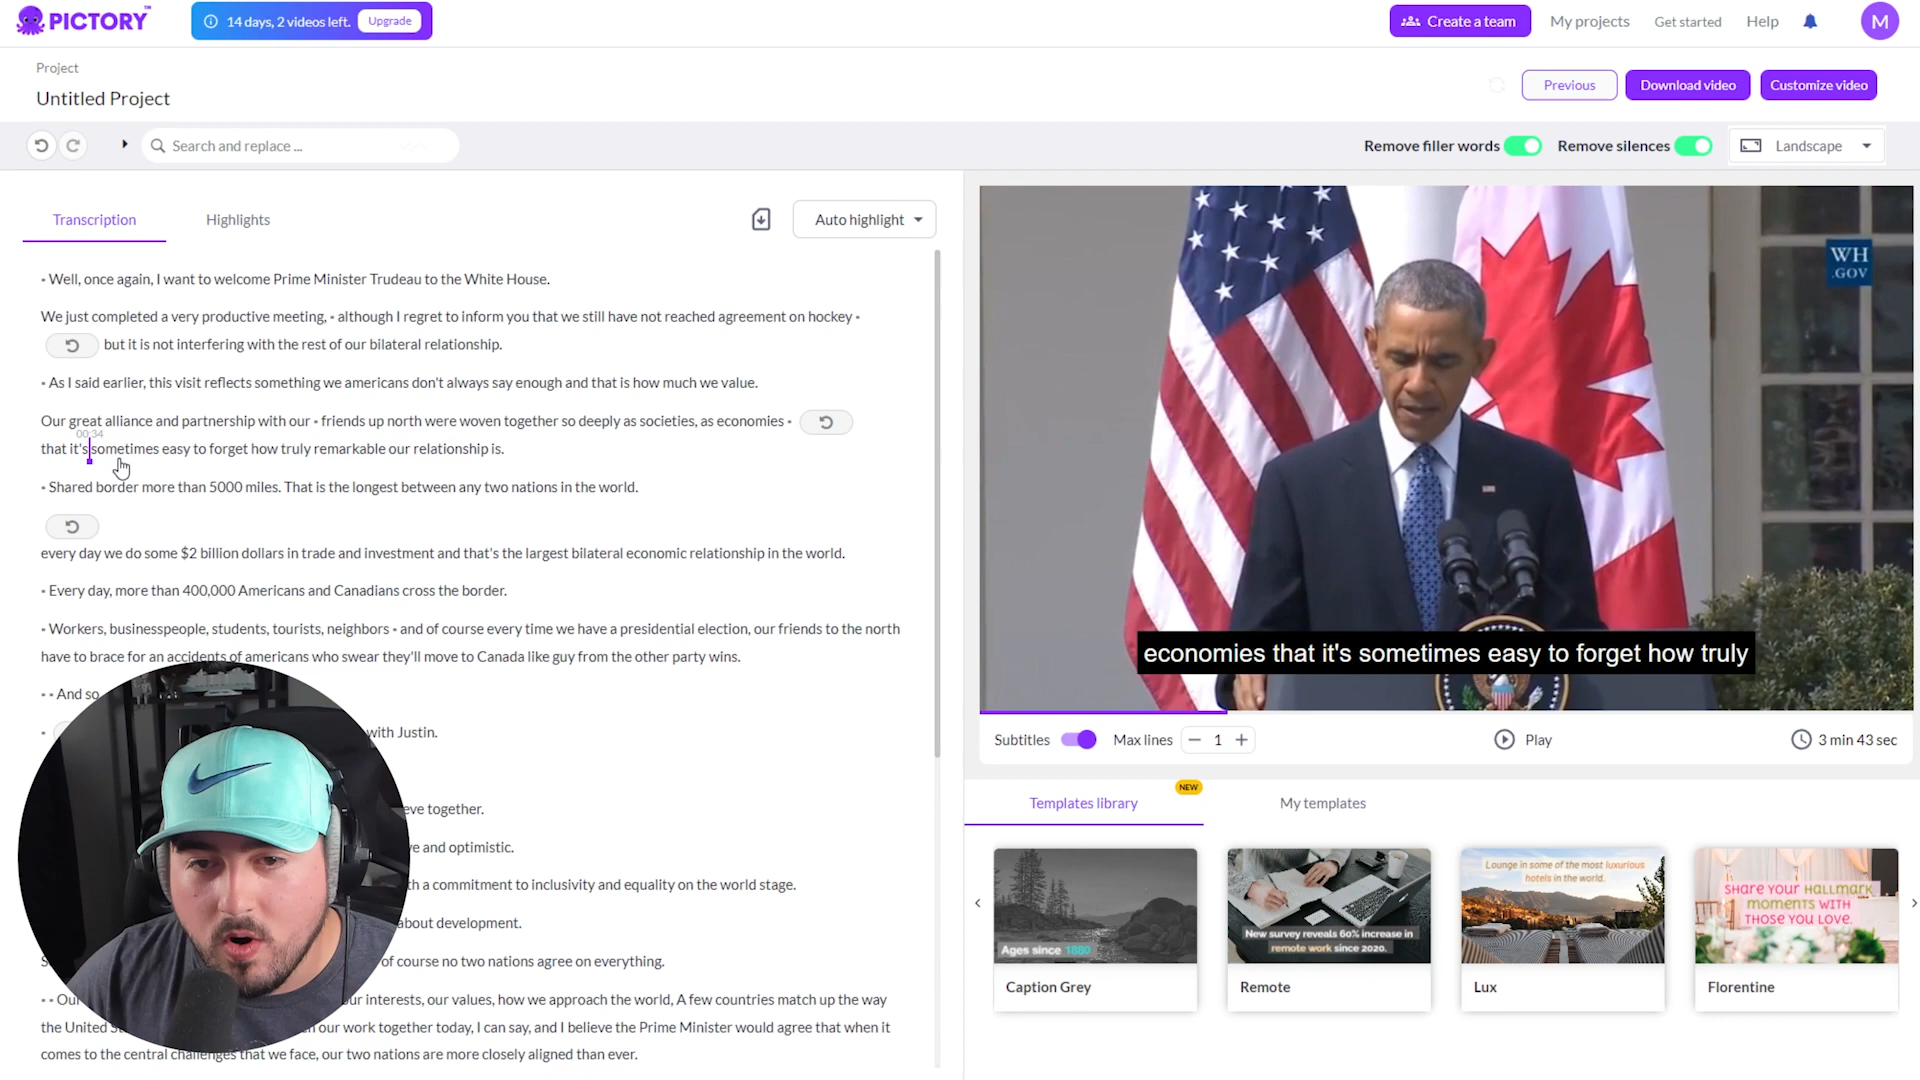 PICTORY™
14 days, 2 videos left.
Upgrade
Create a team
My projects
Get started
Help
M
Project
Untitled Project
Previous
Download video
Customize video
Search and replace ...
Remove filler words
Remove silences
Landscape
Transcription
Highlights
Auto highlight
Well, once again, I want to welcome Prime Minister Trudeau to the White House.
We just completed a very productive meeting, • although I regret to inform you that we still have not reached agreement on hockey •
but it is not interfering with the rest of our bilateral relationship.
• As I said earlier, this visit reflects something we americans don't always say enough and that is how much we value.
Our great alliance and partnership with our • friends up north were woven together so deeply as societies, as economies •
00:34
that it's sometimes easy to forget how truly remarkable our relationship is.
• Shared border more than 5000 miles. That is the longest between any two nations in the world.
every day we do some $2 billion dollars in trade and investment and that's the largest bilateral economic relationship in the world.
• Every day, more than 400,000 Americans and Canadians cross the border.
• Workers, businesspeople, students, tourists, neighbors • and of course every time we have a presidential election, our friends to the north
have to brace for an accidents of americans who swear they'll move to Canada like guy from the other party wins.
• • And so
with Justin.
eve together.
and optimistic.
a commitment to inclusivity and equality on the world stage.
about development.
of course no two nations agree on everything.
• • Our interests, our values, how we approach the world, A few countries match up the way
the United our work together today, I can say, and I believe the Prime Minister would agree that when it
comes to the central challenges that we face, our two nations are more closely aligned than ever.
WH
.GOV
economies that it's sometimes easy to forget how truly
Subtitles
Max lines
1
Play
3 min 43 sec
NEW
Templates library
My templates
Ages since 1880
Caption Grey
New survey reveals 60% increase in
remote work since 2020.
Remote
Lounge in some of the most luxurious
hotels in the world.
Lux
SHARE YOUR HALLMARK
MOMENTS WITH
THOSE YOU LOVE.
Florentine